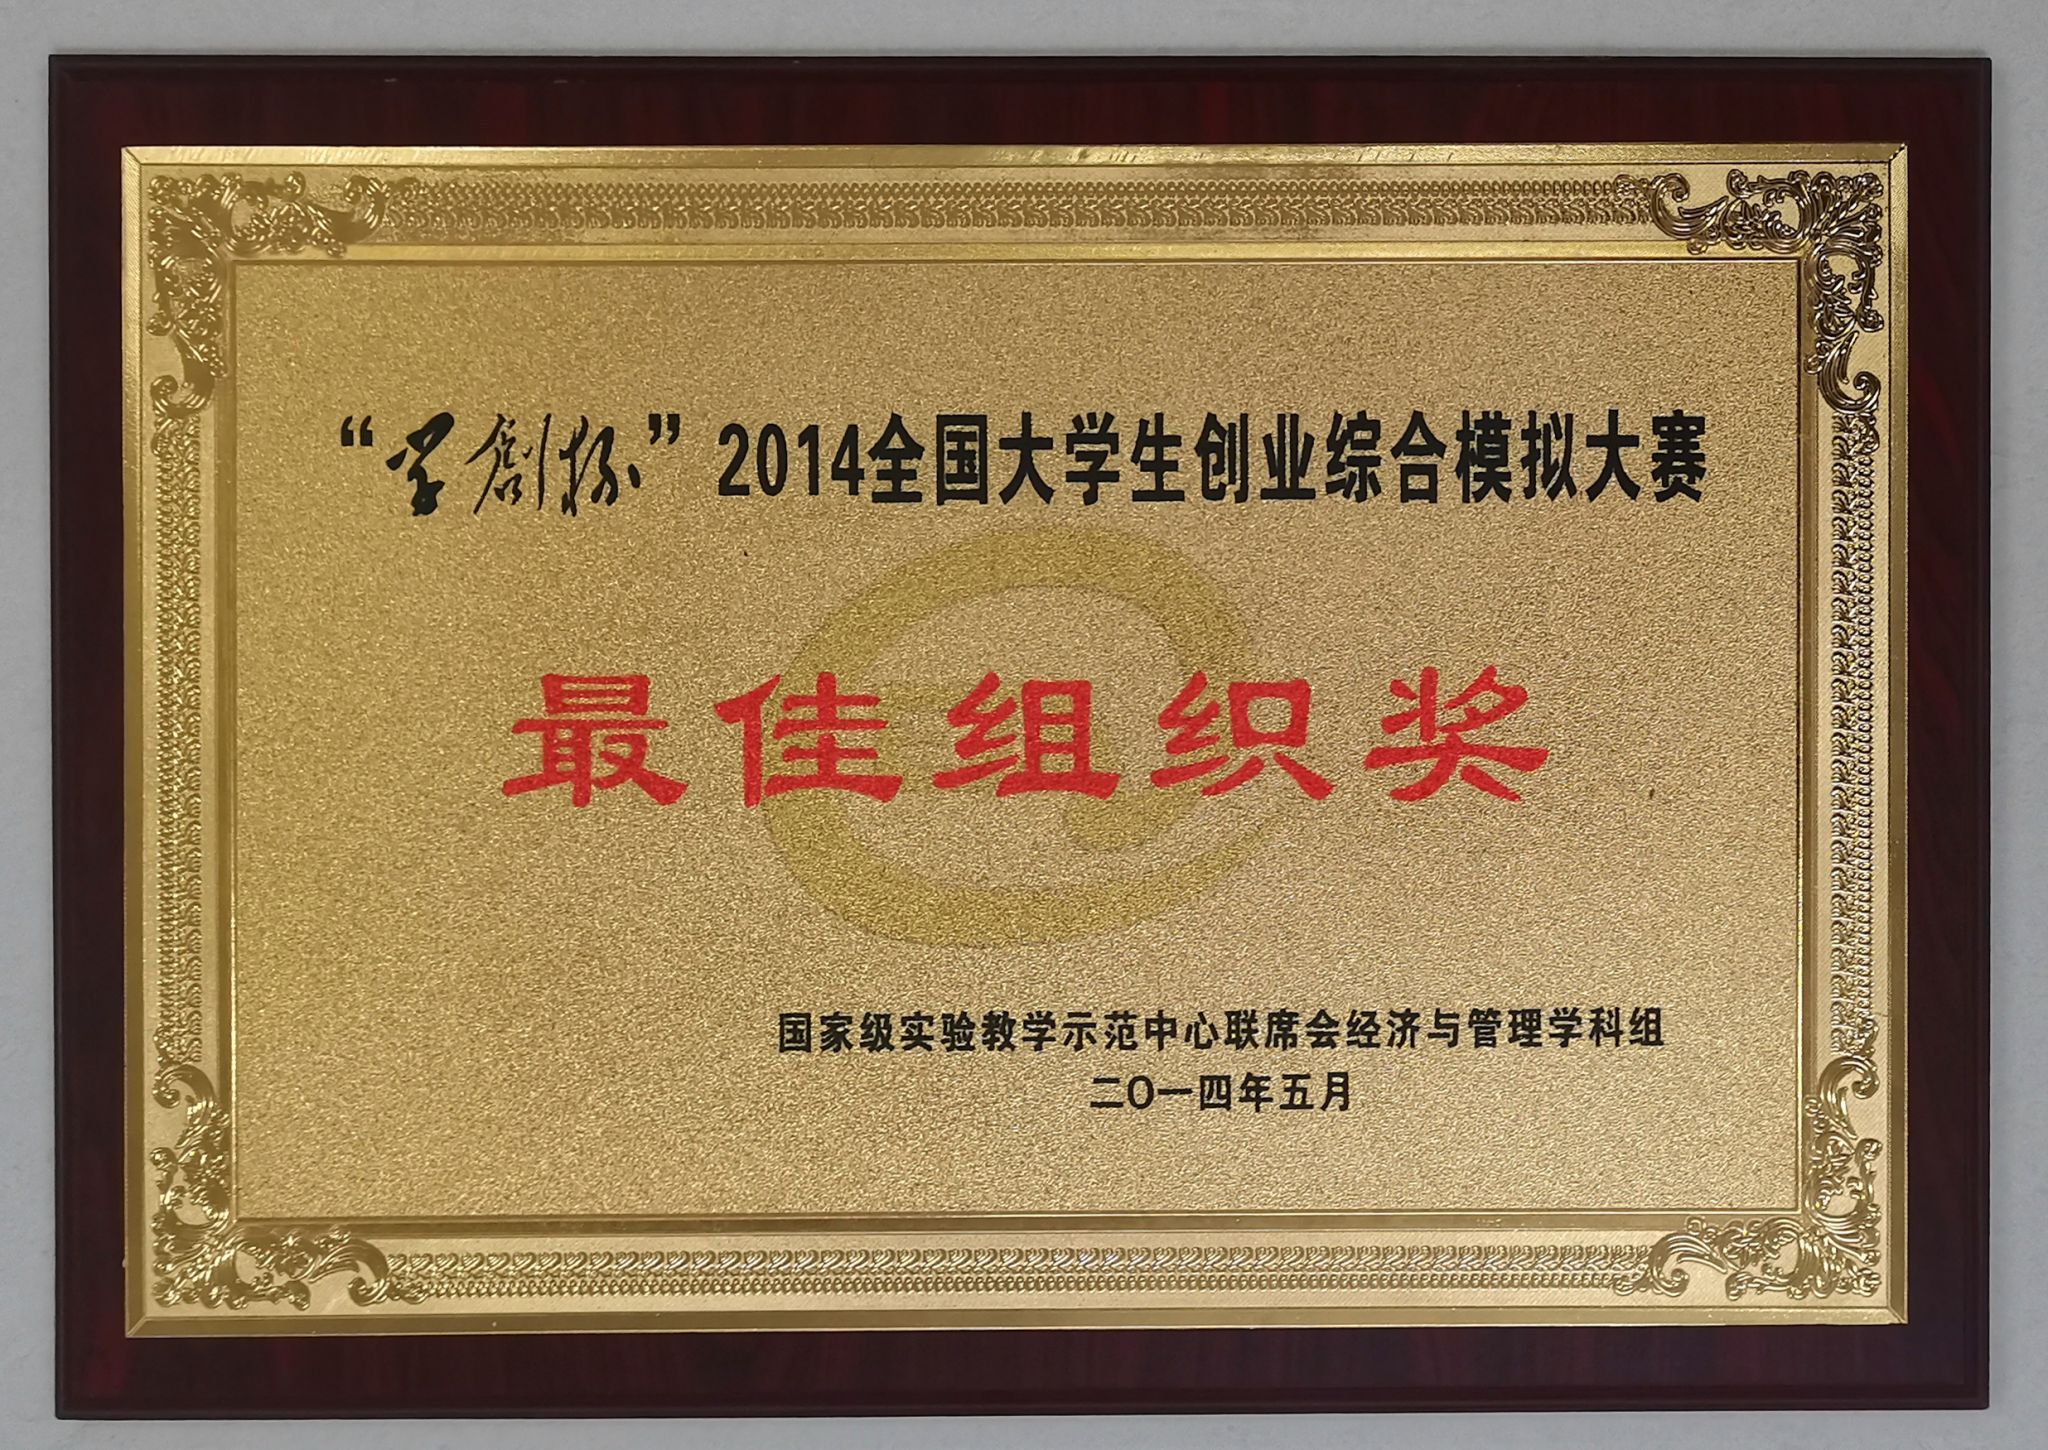 “学创杯”2014全国大学生创业综合模拟大赛
最佳组织奖
国家级实验教学示范中心联席会经济与管理学科组
二〇一四年五月